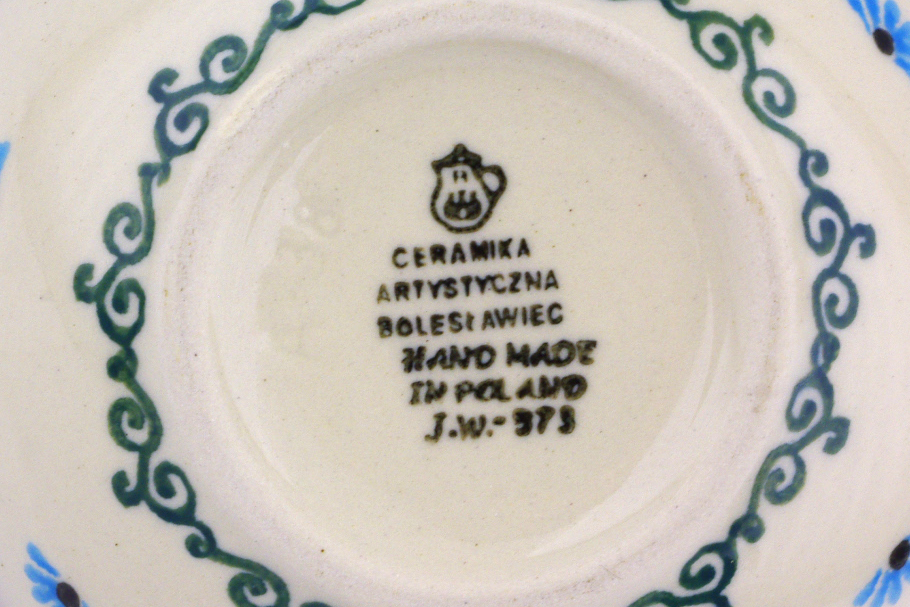 CERAMIKA
ARTYSTYCZNA
BOLESŁAWIEC
HAND MADE
IN POLAND
J.W.- 373